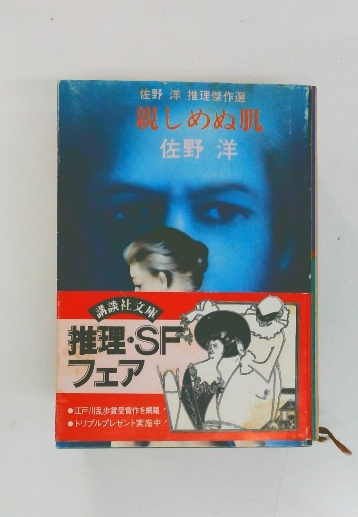 佐野 洋 推理傑作選
親しめぬ肌
佐野 洋
講談社文庫
推理・SF
フェア
●江戸川乱歩賞受賞作を網羅！
●トリプルプレゼント実施中！